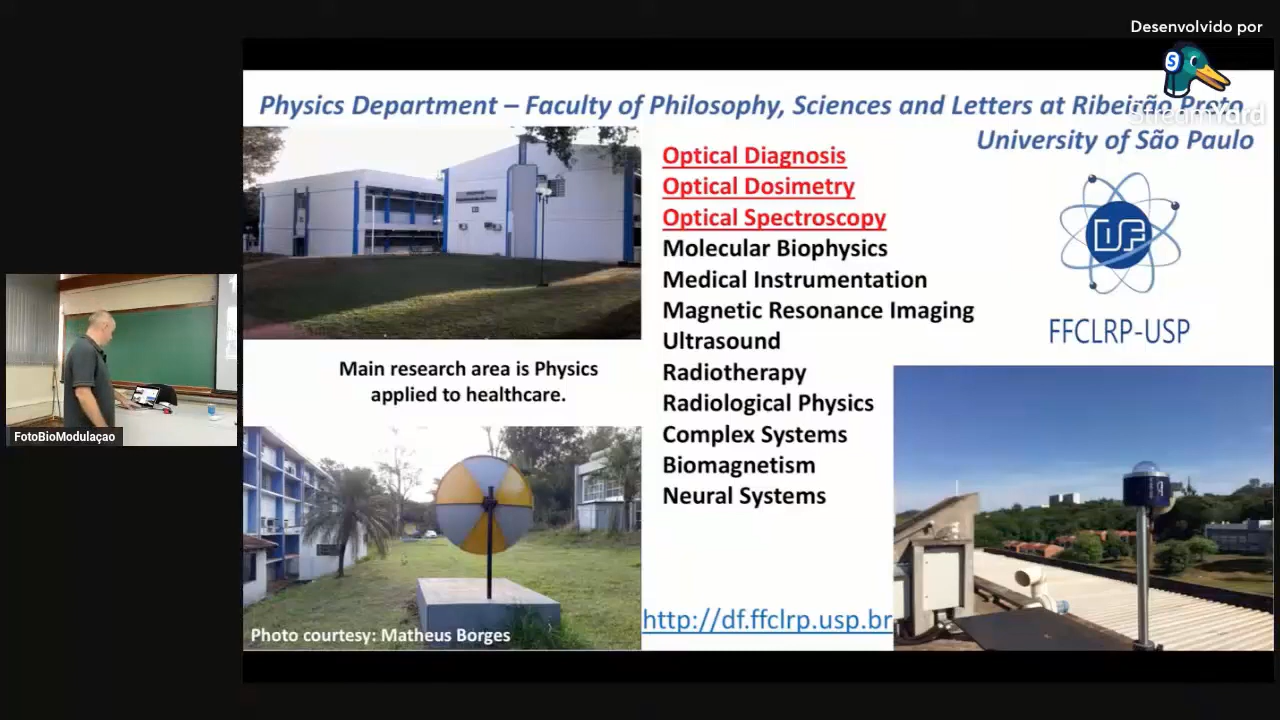 Desenvolvido por
StreamYard
Physics Department – Faculty of Philosophy, Sciences and Letters at Ribeirão Preto
University of São Paulo
Optical Diagnosis
Optical Dosimetry
Optical Spectroscopy
Molecular Biophysics
Medical Instrumentation
Magnetic Resonance Imaging
Ultrasound
Radiotherapy
Radiological Physics
Complex Systems
Biomagnetism
Neural Systems
DF
FFCLRP-USP
Main research area is Physics
applied to healthcare.
FotoBioModulaçao
Photo courtesy: Matheus Borges
http://df.ffclrp.usp.br